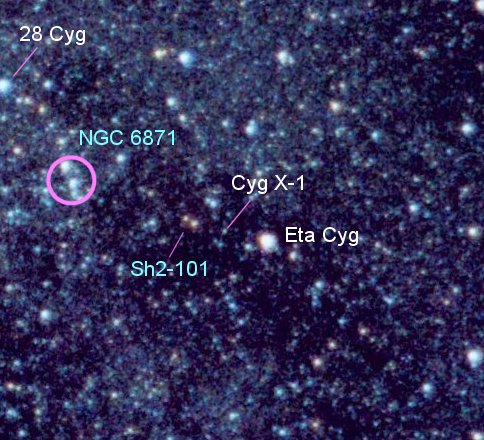 28 Cyg
NGC 6871
Cyg X-1
Eta Cyg
Sh2-101